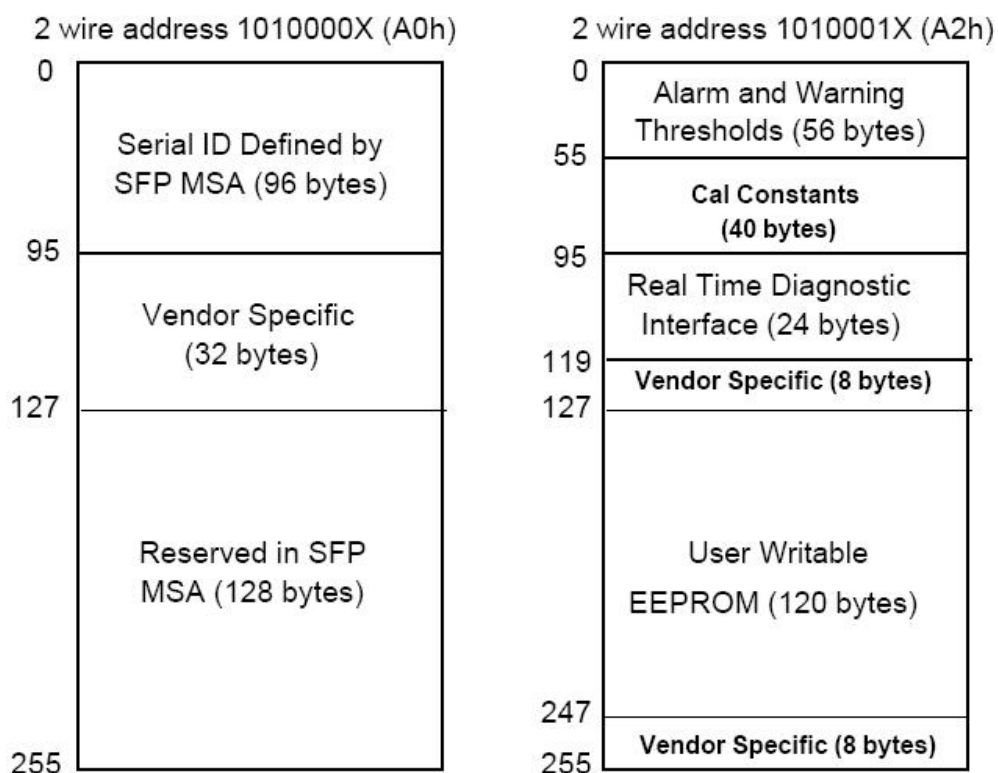 2 wire address 1010000X (A0h)
0
Serial ID Defined by
SFP MSA (96 bytes)
95
Vendor Specific
(32 bytes)
127
Reserved in SFP
MSA (128 bytes)
255
2 wire address 1010001X (A2h)
0
Alarm and Warning
Thresholds (56 bytes)
55
Cal Constants
(40 bytes)
95
Real Time Diagnostic
Interface (24 bytes)
119
Vendor Specific (8 bytes)
127
User Writable
EEPROM (120 bytes)
247
Vendor Specific (8 bytes)
255